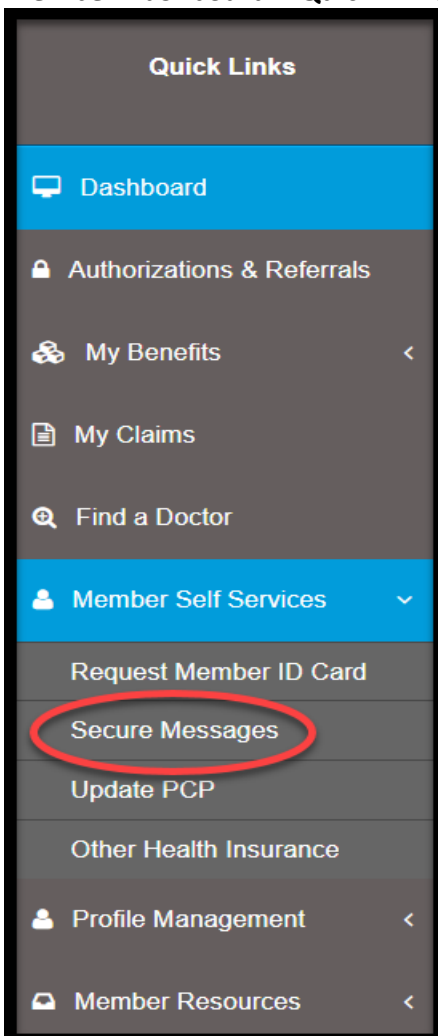 Quick Links
Dashboard
Authorizations & Referrals
My Benefits
My Claims
Find a Doctor
Member Self Services
Request Member ID Card
Secure Messages
Update PCP
Other Health Insurance
Profile Management
Member Resources